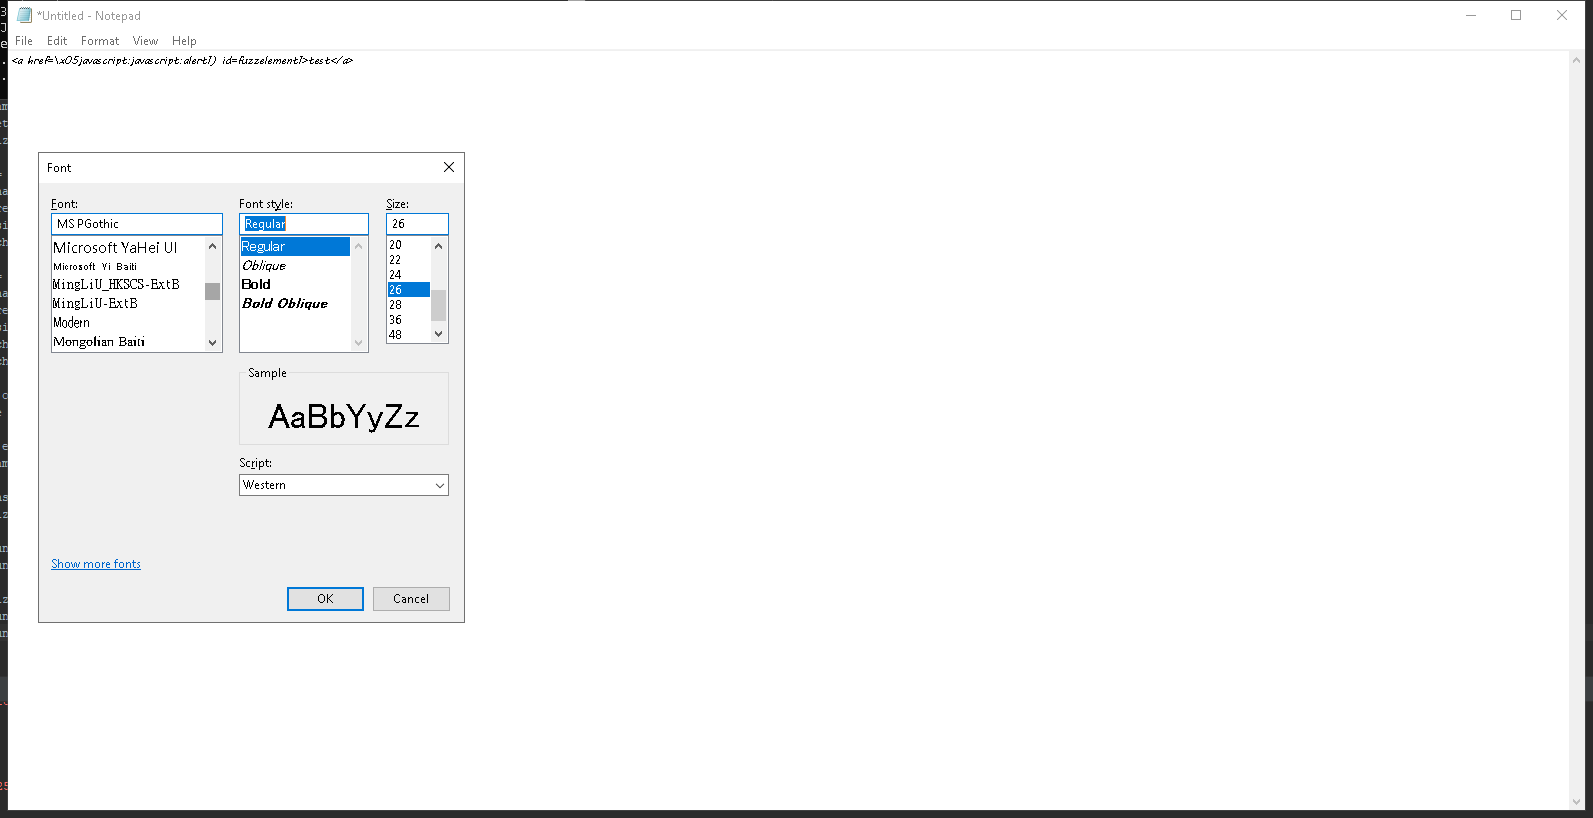 *Untitled - Notepad
File Edit Format View Help
<a href=\x05javascript:javascript:alert1) id=fuzzelement1>test</a>
Font
Font: Font style: Size:
MS PGothic Regular 26
Microsoft YaHei UI
Microsoft Yi Baiti
MingLiU_HKSCS-ExtB
MingLiU-ExtB
Modern
Mongolian Baiti
Regular
Oblique
Bold
Bold Oblique
20
22
24
26
28
36
48
Sample
AaBbYyZz
Script:
Western
Show more fonts
OK Cancel